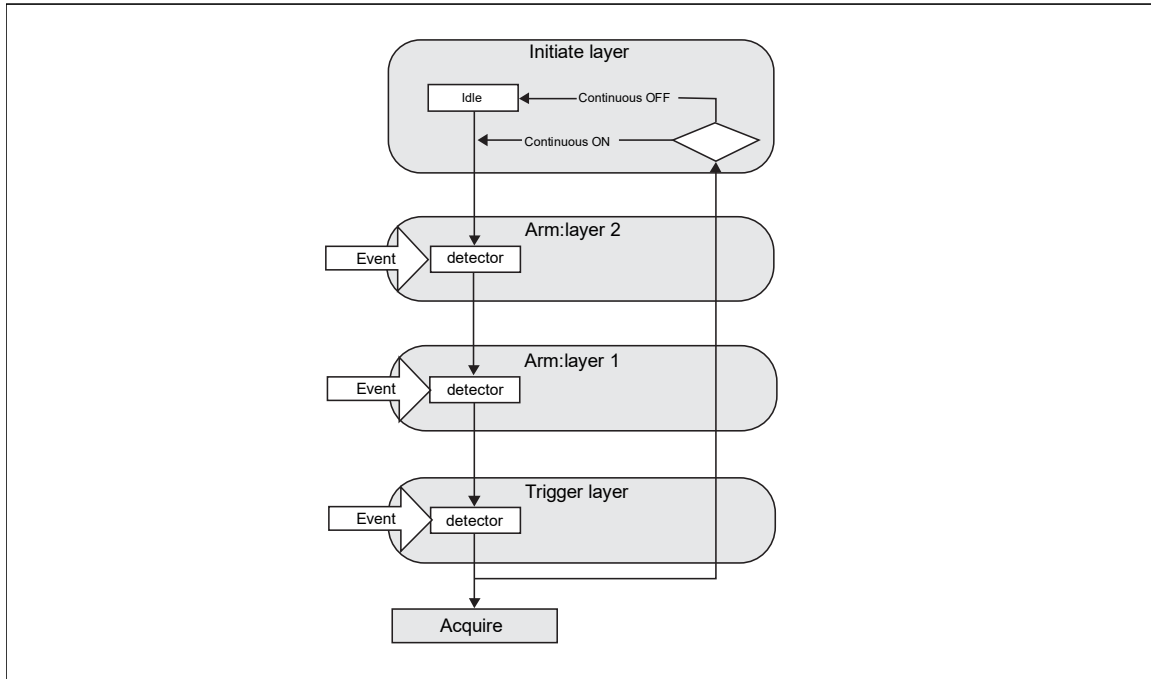 Initiate layer
Idle
Continuous OFF
Continuous ON
Arm:layer 2
Event
detector
Arm:layer 1
Event
detector
Trigger layer
Event
detector
Acquire